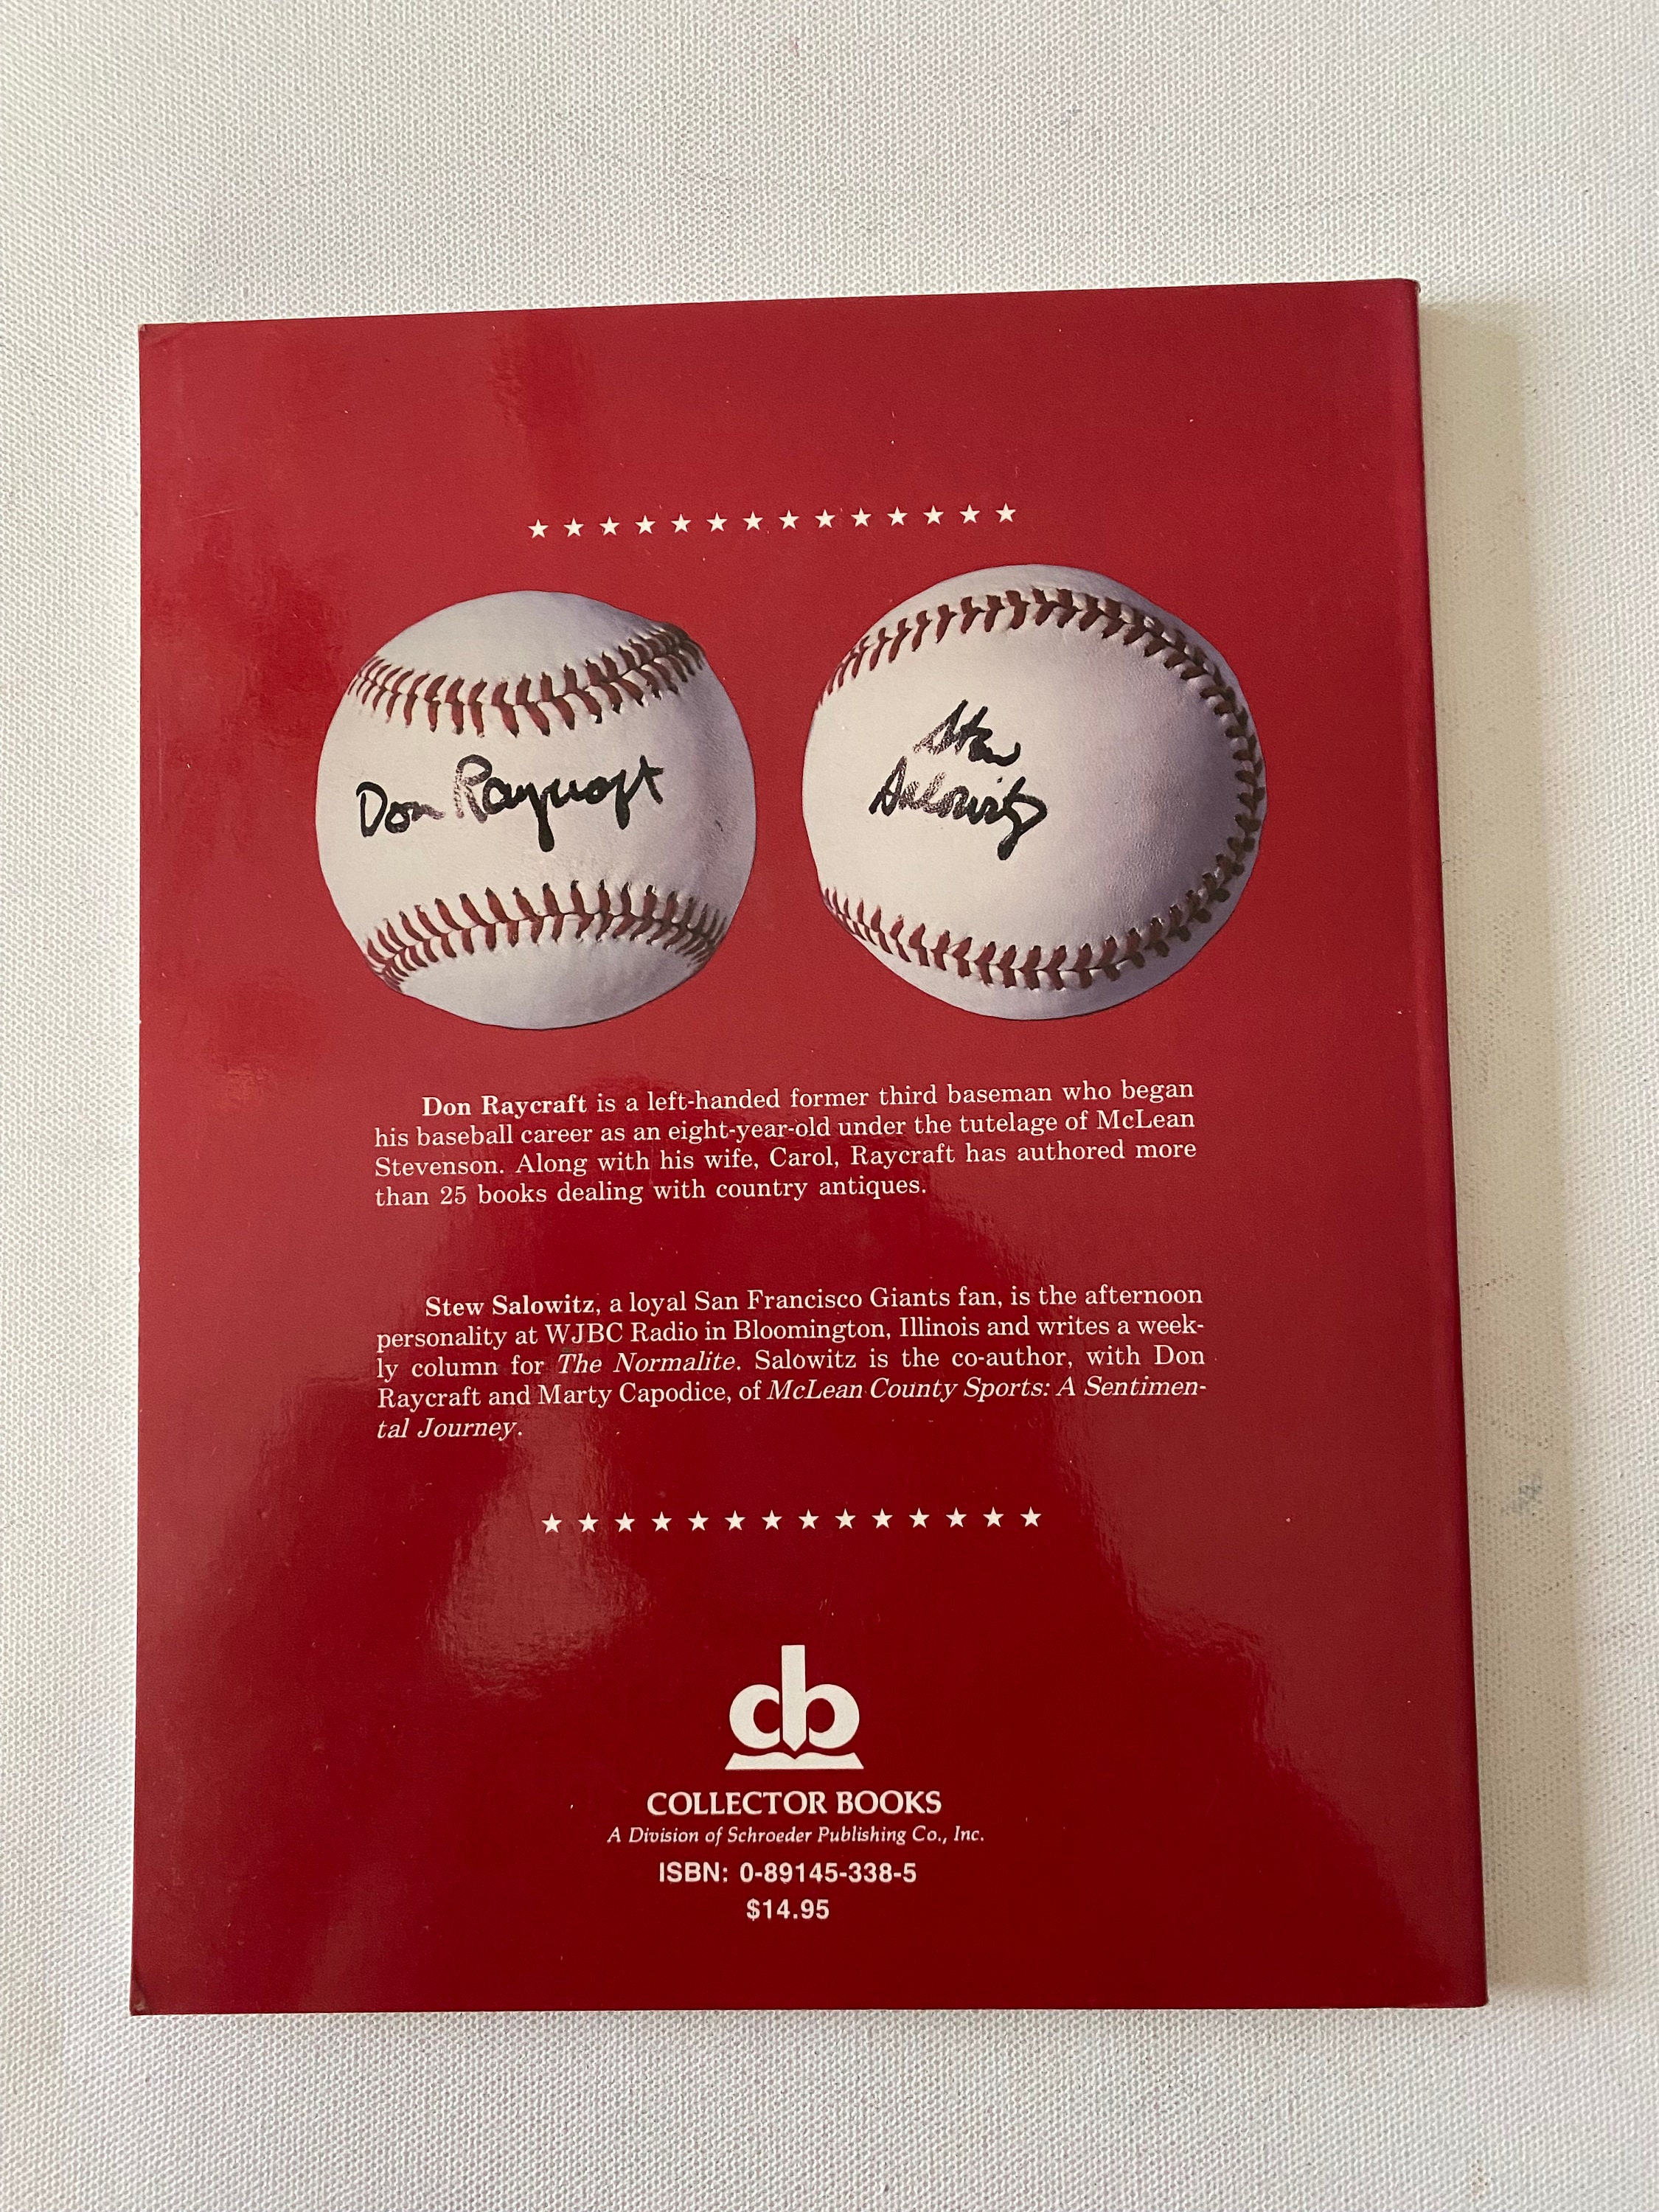 Don Raycraft
Stew
Salowitz
Don Raycraft is a left-handed former third baseman who began
his baseball career as an eight-year-old under the tutelage of McLean
Stevenson. Along with his wife, Carol, Raycraft has authored more
than 25 books dealing with country antiques.
Stew Salowitz, a loyal San Francisco Giants fan, is the afternoon
personality at WJBC Radio in Bloomington, Illinois and writes a week-
ly column for The Normalite. Salowitz is the co-author, with Don
Raycraft and Marty Capodice, of McLean County Sports: A Sentimen-
tal Journey.
cb
COLLECTOR BOOKS
A Division of Schroeder Publishing Co., Inc.
ISBN: 0-89145-338-5
$14.95